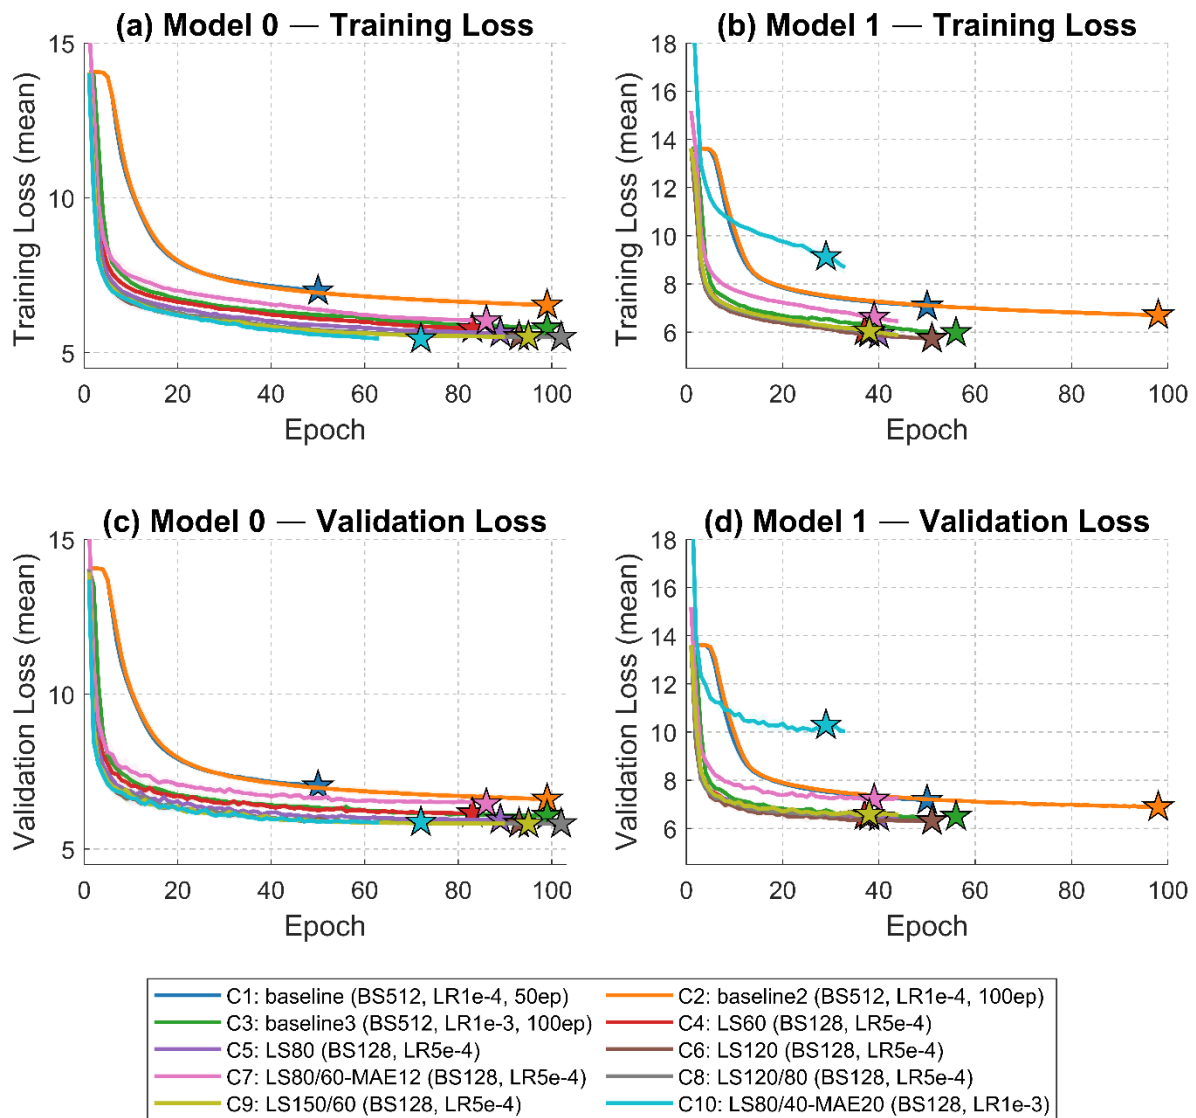 (a) Model 0 — Training Loss
Training Loss (mean)
15
10
5
0 20 40 60 80 100
Epoch
(b) Model 1 — Training Loss
Training Loss (mean)
18
16
14
12
10
8
6
0 20 40 60 80 100
Epoch
(c) Model 0 — Validation Loss
Validation Loss (mean)
15
10
5
0 20 40 60 80 100
Epoch
(d) Model 1 — Validation Loss
Validation Loss (mean)
18
16
14
12
10
8
6
0 20 40 60 80 100
Epoch
C1: baseline (BS512, LR1e-4, 50ep)
C2: baseline2 (BS512, LR1e-4, 100ep)
C3: baseline3 (BS512, LR1e-3, 100ep)
C4: LS60 (BS128, LR5e-4)
C5: LS80 (BS128, LR5e-4)
C6: LS120 (BS128, LR5e-4)
C7: LS80/60-MAE12 (BS128, LR5e-4)
C8: LS120/80 (BS128, LR5e-4)
C9: LS150/60 (BS128, LR5e-4)
C10: LS80/40-MAE20 (BS128, LR1e-3)